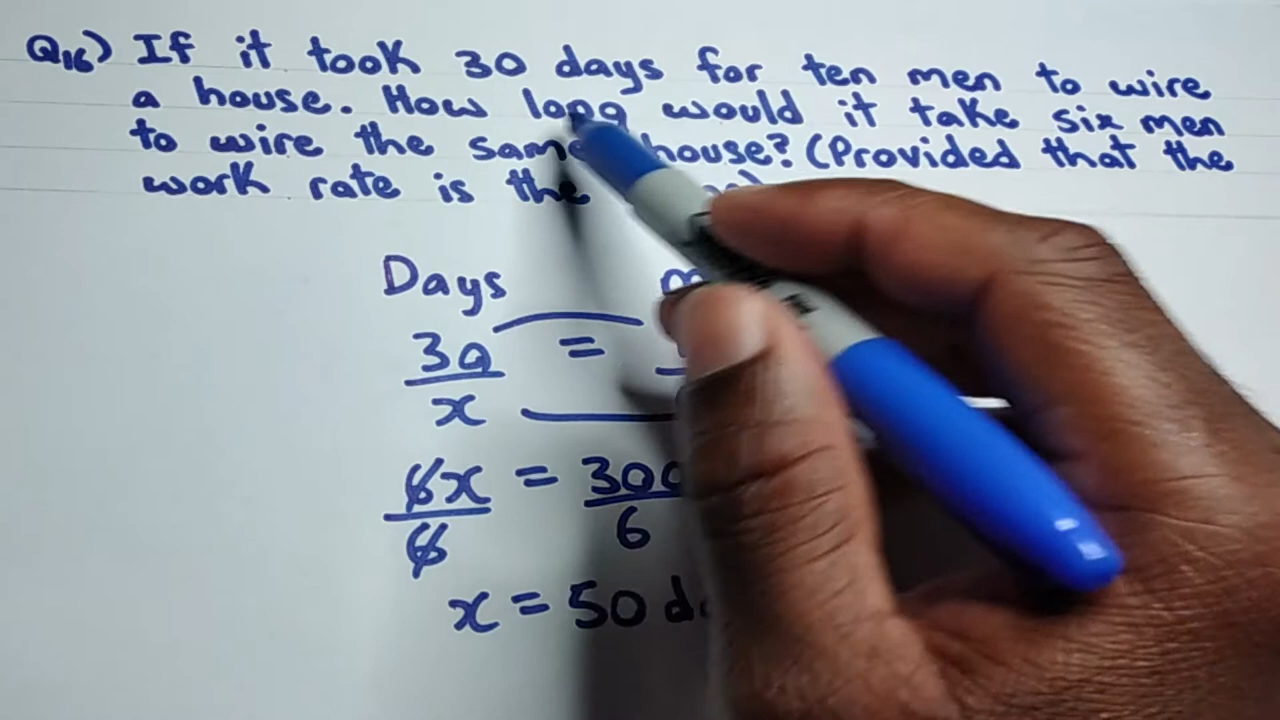 Q16) If it took 30 days for ten men to wire
a house. How long would it take six men
to wire the same house? (Provided that the
work rate is the
Days
30 =
x
6x = 300
6 6
x = 50